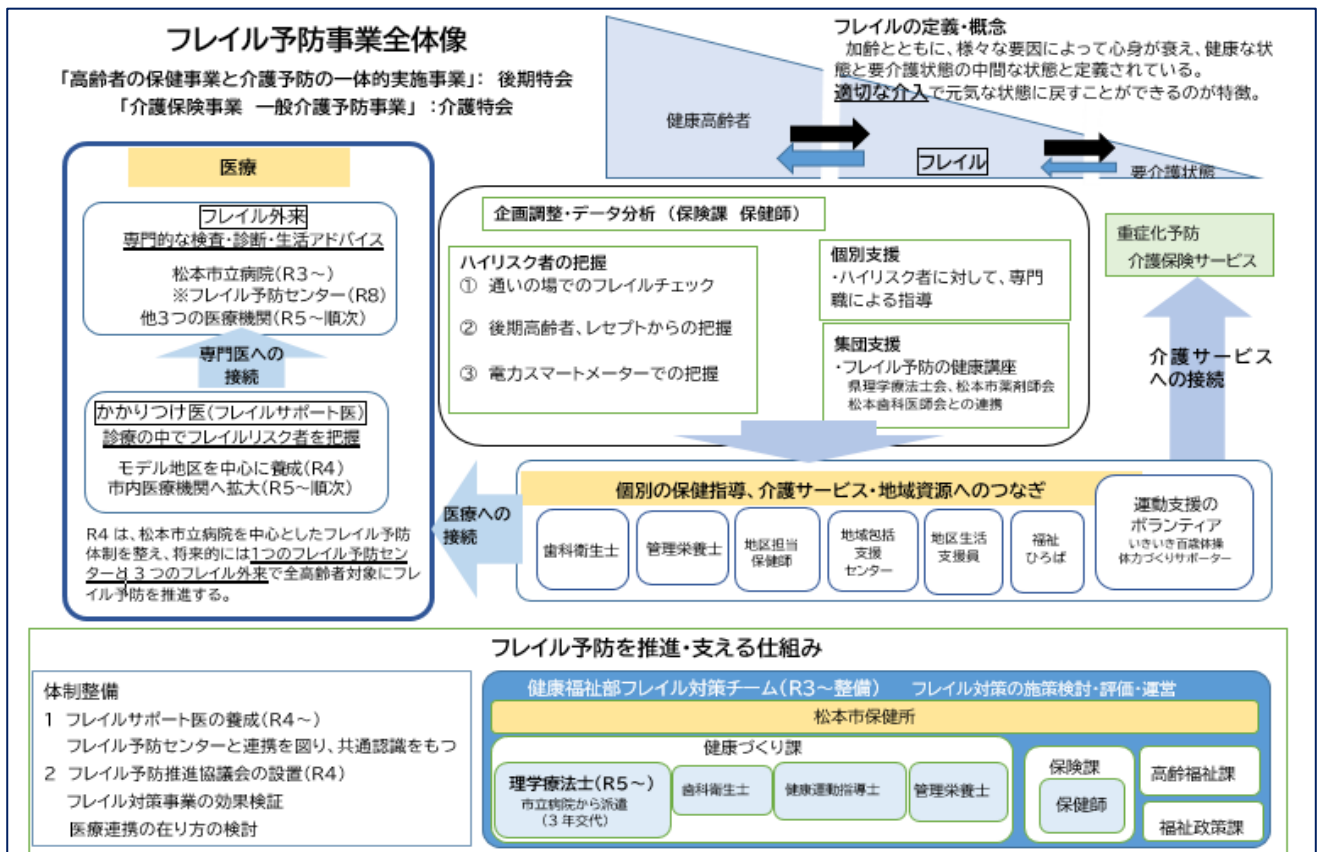 フレイル予防事業全体像
「高齢者の保健事業と介護予防の一体的実施事業」： 後期特会
「介護保険事業 一般介護予防事業」：介護特会
フレイルの定義・概念
加齢とともに、様々な要因によって心身が衰え、健康な状
態と要介護状態の中間な状態と定義されている。
適切な介入で元気な状態に戻すことができるのが特徴。
健康高齢者
フレイル
要介護状態
医療
フレイル外来
専門的な検査・診断・生活アドバイス
松本市立病院(R3～)
※フレイル予防センター(R8)
他3つの医療機関(R5～順次)
専門医への
接続
かかりつけ医(フレイルサポート医)
診療の中でフレイルリスク者を把握
モデル地区を中心に養成(R4)
市内医療機関へ拡大(R5～順次)
R4 は、松本市立病院を中心としたフレイル予防
体制を整え、将来的には1つのフレイル予防セン
ターと３つのフレイル外来で全高齢者対象にフレ
イル予防を推進する。
企画調整・データ分析（保険課 保健師）
ハイリスク者の把握
① 通いの場でのフレイルチェック
② 後期高齢者、レセプトからの把握
③ 電力スマートメーターでの把握
個別支援
・ハイリスク者に対して、専門
職による指導
集団支援
・フレイル予防の健康講座
県理学療法士会、松本市薬剤師会
松本歯科医師会との連携
重症化予防
介護保険サービス
介護サービス
への接続
医療への
接続
個別の保健指導、介護サービス・地域資源へのつなぎ
歯科衛生士
管理栄養士
地区担当
保健師
地域包括
支援
センター
地区生活
支援員
福祉
ひろば
運動支援の
ボランティア
いきいき百歳体操
体力づくりサポーター
フレイル予防を推進・支える仕組み
体制整備
1 フレイルサポート医の養成(R4～)
フレイル予防センターと連携を図り、共通認識をもつ
2 フレイル予防推進協議会の設置(R4)
フレイル対策事業の効果検証
医療連携の在り方の検討
健康福祉部フレイル対策チーム(R3～整備) フレイル対策の施策検討・評価・運営
松本市保健所
健康づくり課
理学療法士(R5～)
市立病院から派遣
(３年交代)
歯科衛生士
健康運動指導士
管理栄養士
保険課
保健師
高齢福祉課
福祉政策課